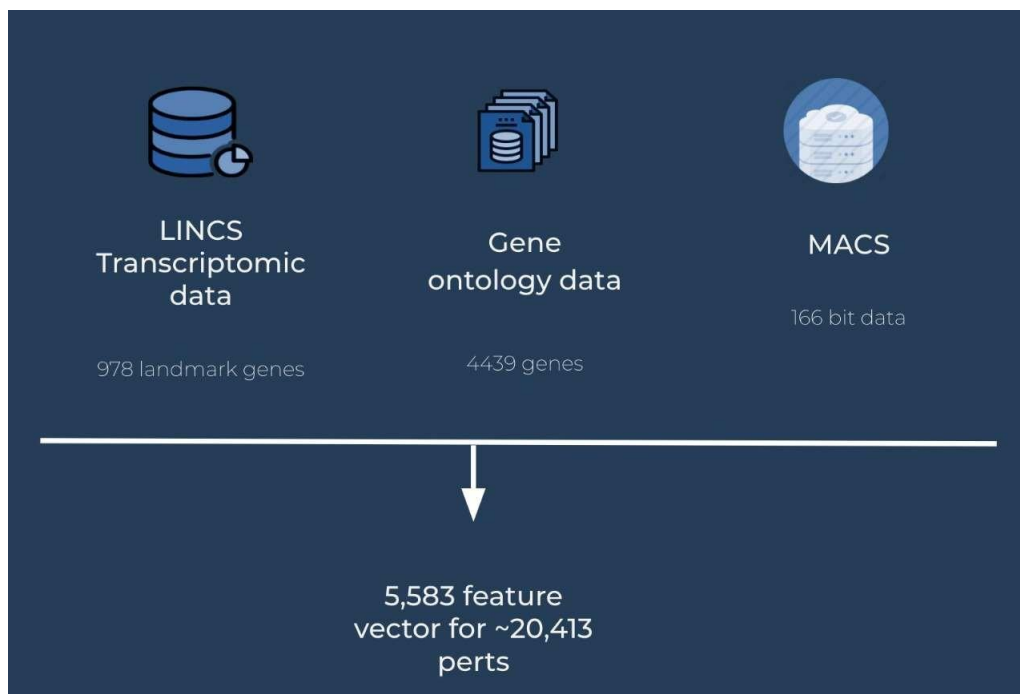 LINCS
Transcriptomic
data
978 landmark genes
Gene
ontology data
4439 genes
MACS
166 bit data
5,583 feature
vector for ~20,413
perts